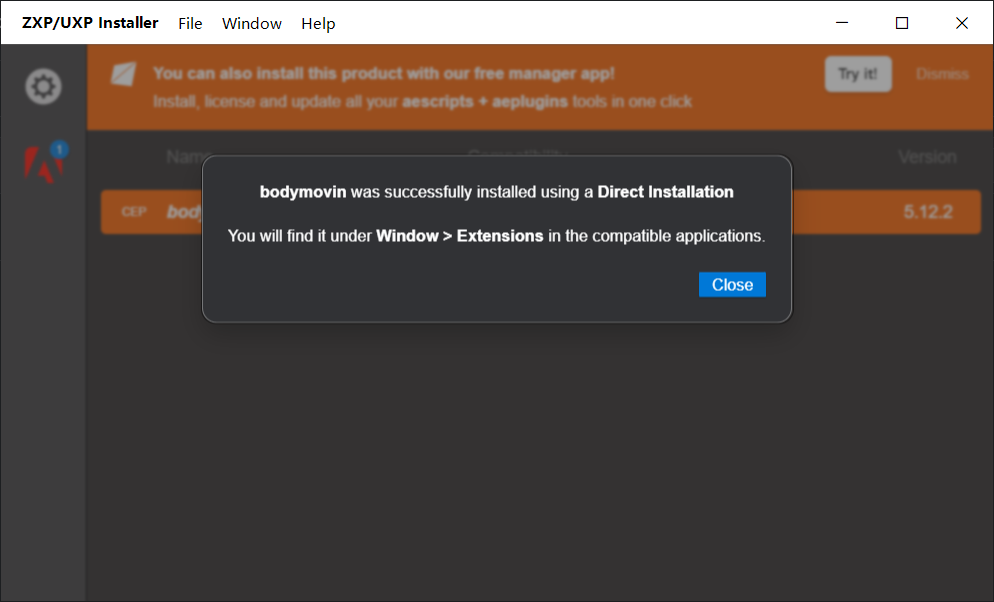 ZXP/UXP Installer File Window Help
You can also install this product with our free manager app!
Install, license and update all your aescripts + aeplugins tools in one click
Try it!
Dismiss
1
Name Version
bodymovin was successfully installed using a Direct Installation
You will find it under Window > Extensions in the compatible applications.
Close
CEP body 5.12.2